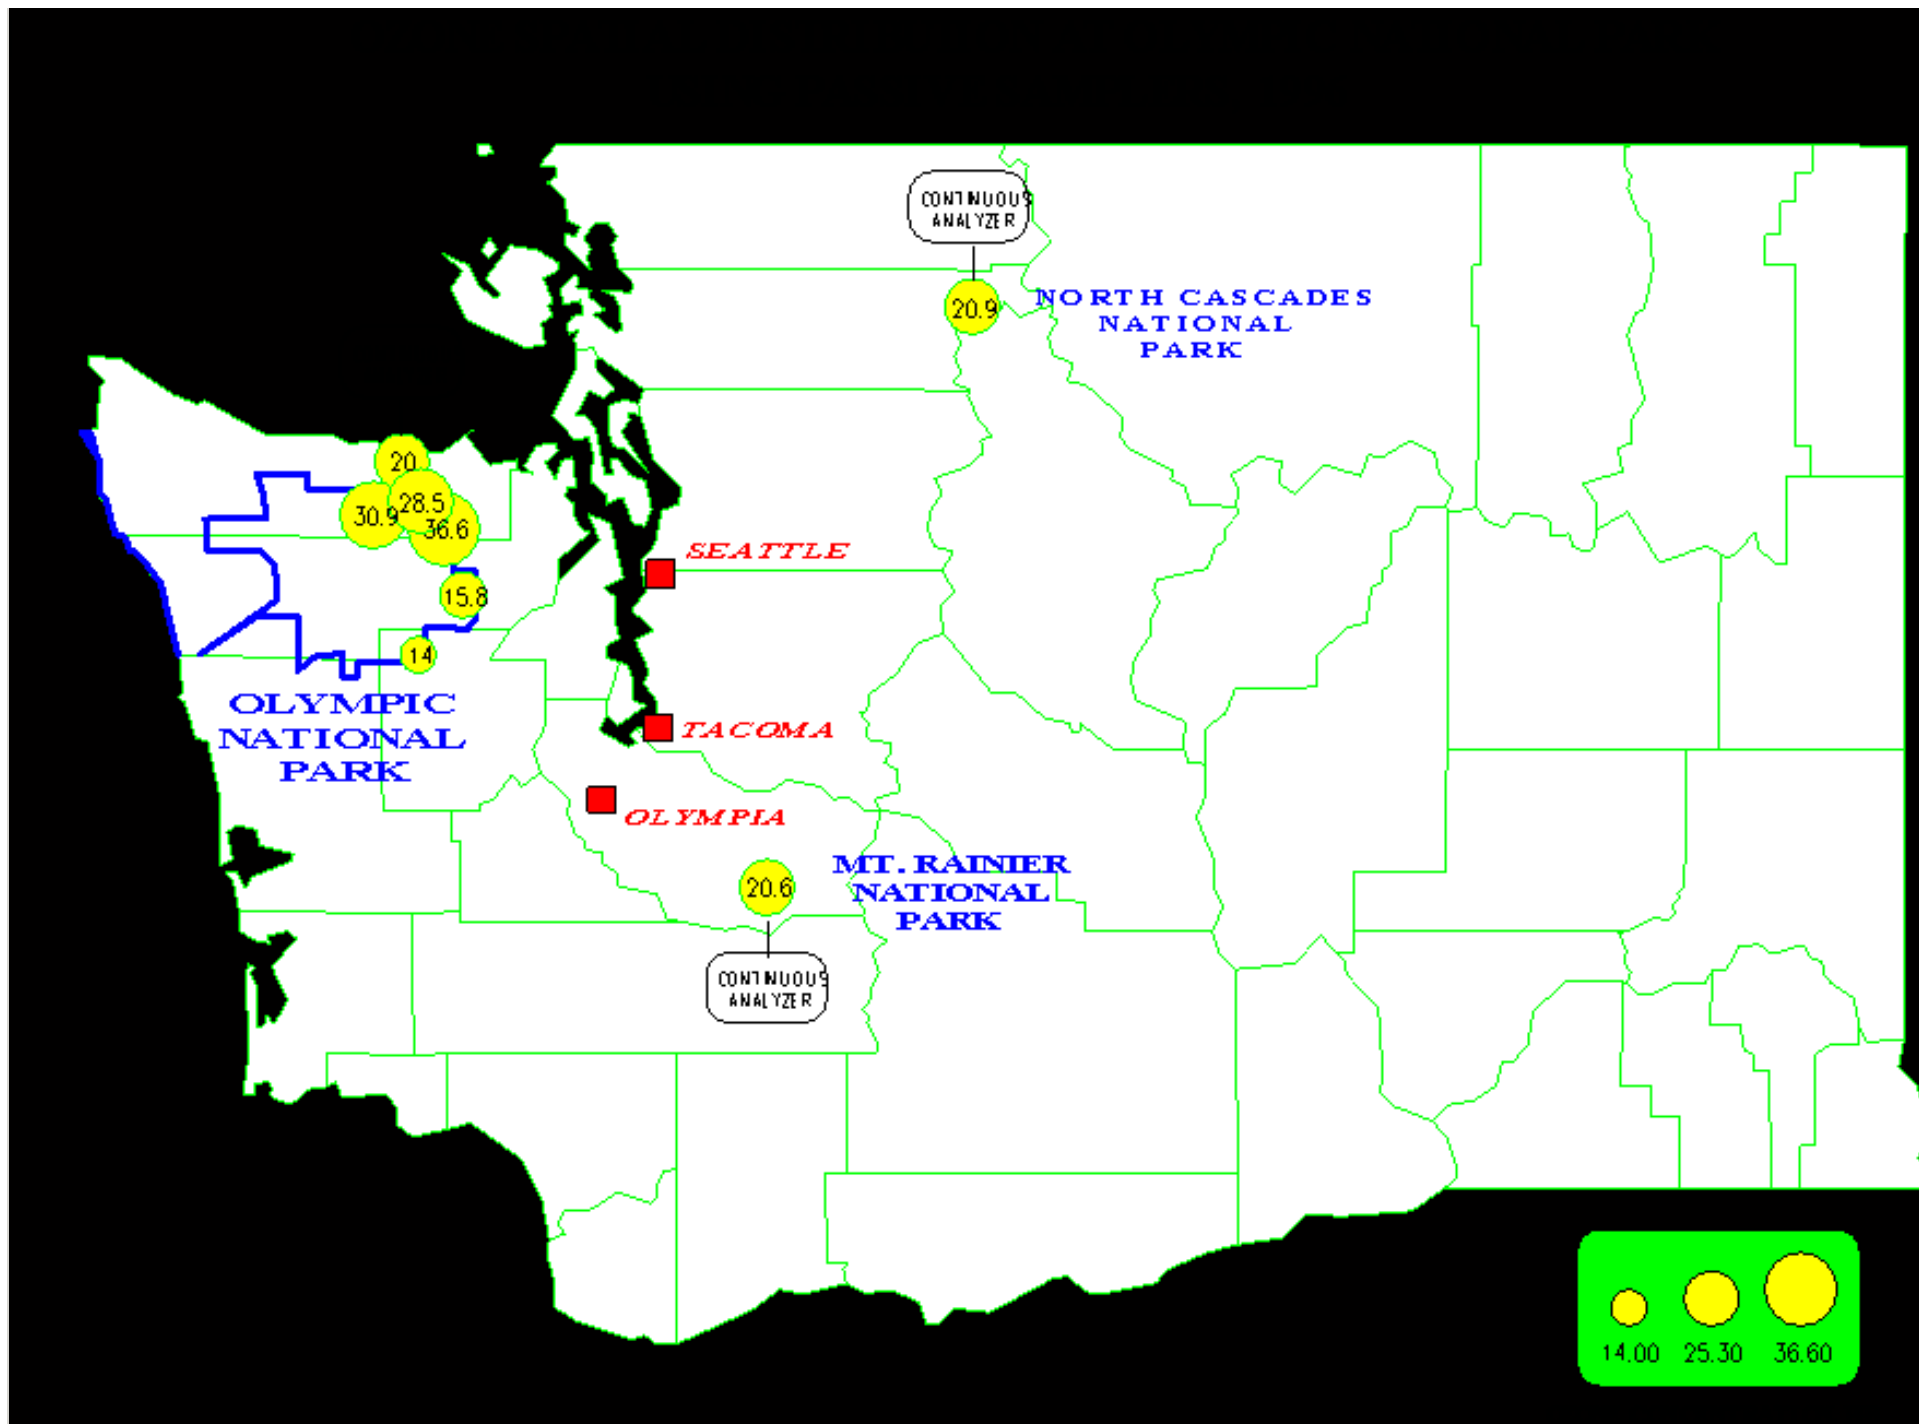 CONTINUOUS
ANALYZER
20.9
NORTH CASCADES
NATIONAL
PARK
20
28.5
30.9
36.6
SEATTLE
15.8
14
OLYMPIC
NATIONAL
PARK
TACOMA
OLYMPIA
MT. RAINIER
NATIONAL
PARK
20.6
CONTINUOUS
ANALYZER
14.00 25.30 36.60